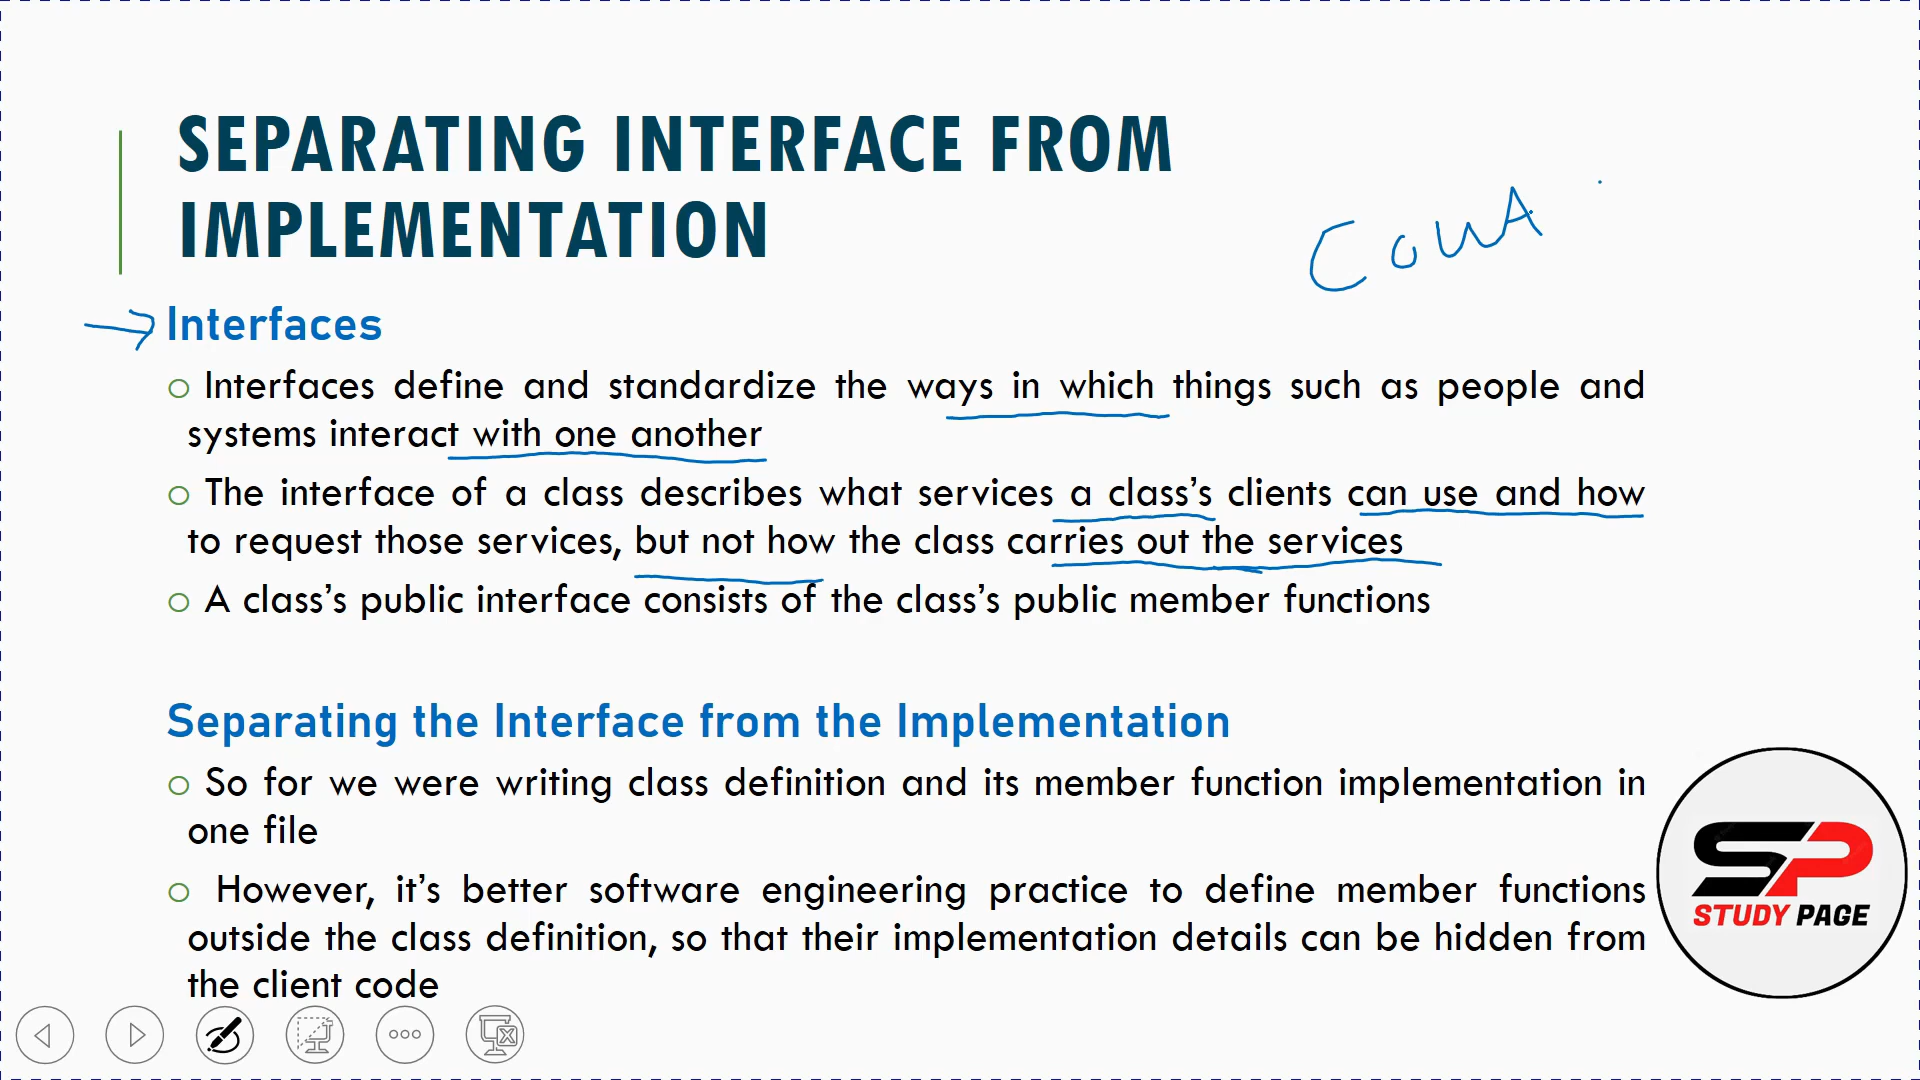 SEPARATING INTERFACE FROM
IMPLEMENTATION
Interfaces
Interfaces define and standardize the ways in which things such as people and
systems interact with one another
The interface of a class describes what services a class's clients can use and how
to request those services, but not how the class carries out the services
A class's public interface consists of the class's public member functions
Separating the Interface from the Implementation
So for we were writing class definition and its member function implementation in
one file
However, it's better software engineering practice to define member functions
outside the class definition, so that their implementation details can be hidden from
the client code
SP
STUDY PAGE